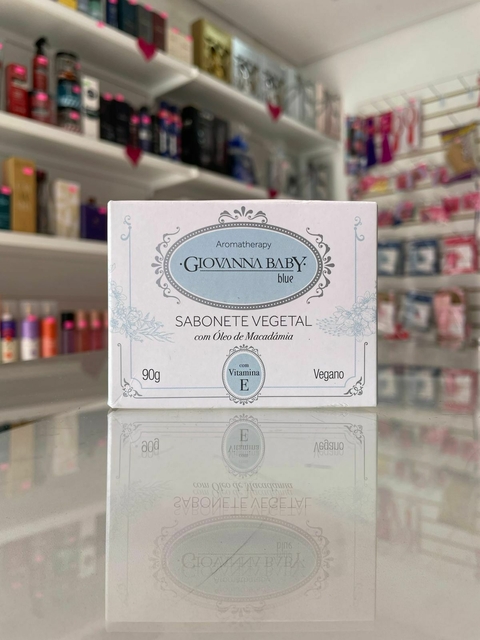 Aromatherapy
·GIOVANNA BABY·
blue
SABONETE VEGETAL
com Óleo de Macadâmia
90g
com
Vitamina
E
Vegano